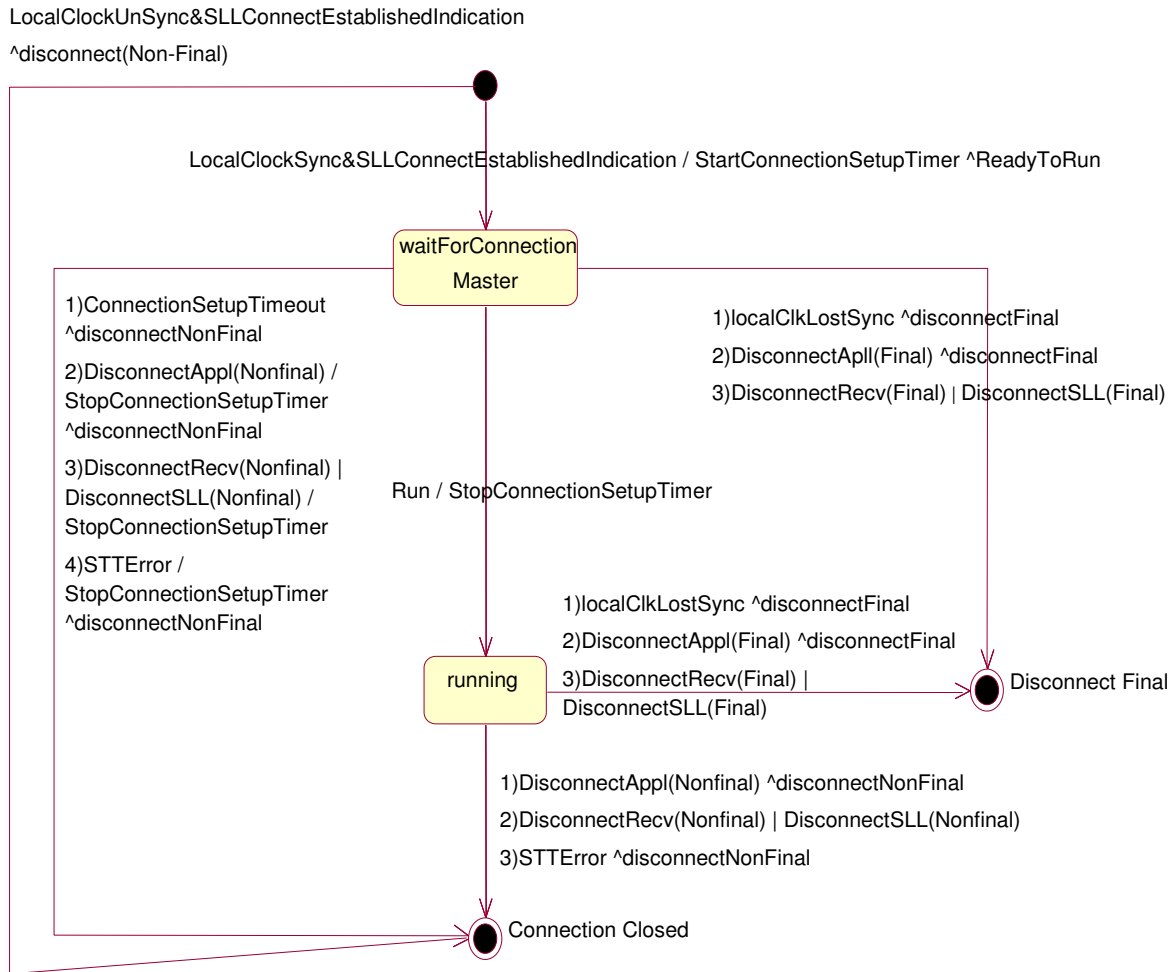 LocalClockUnSync&SLLConnectEstablishedIndication
^disconnect(Non-Final)
LocalClockSync&SLLConnectEstablishedIndication / StartConnectionSetupTimer ^ReadyToRun
waitForConnection
Master
1)ConnectionSetupTimeout
^disconnectNonFinal
2)DisconnectAppl(Nonfinal) /
StopConnectionSetupTimer
^disconnectNonFinal
3)DisconnectRecv(Nonfinal) |
DisconnectSLL(Nonfinal) /
StopConnectionSetupTimer
4)STTError /
StopConnectionSetupTimer
^disconnectNonFinal
1)localClkLostSync ^disconnectFinal
2)DisconnectApll(Final) ^disconnectFinal
3)DisconnectRecv(Final) | DisconnectSLL(Final)
Run / StopConnectionSetupTimer
1)localClkLostSync ^disconnectFinal
2)DisconnectAppl(Final) ^disconnectFinal
3)DisconnectRecv(Final) |
DisconnectSLL(Final)
running
Disconnect Final
1)DisconnectAppl(Nonfinal) ^disconnectNonFinal
2)DisconnectRecv(Nonfinal) | DisconnectSLL(Nonfinal)
3)STTError ^disconnectNonFinal
Connection Closed